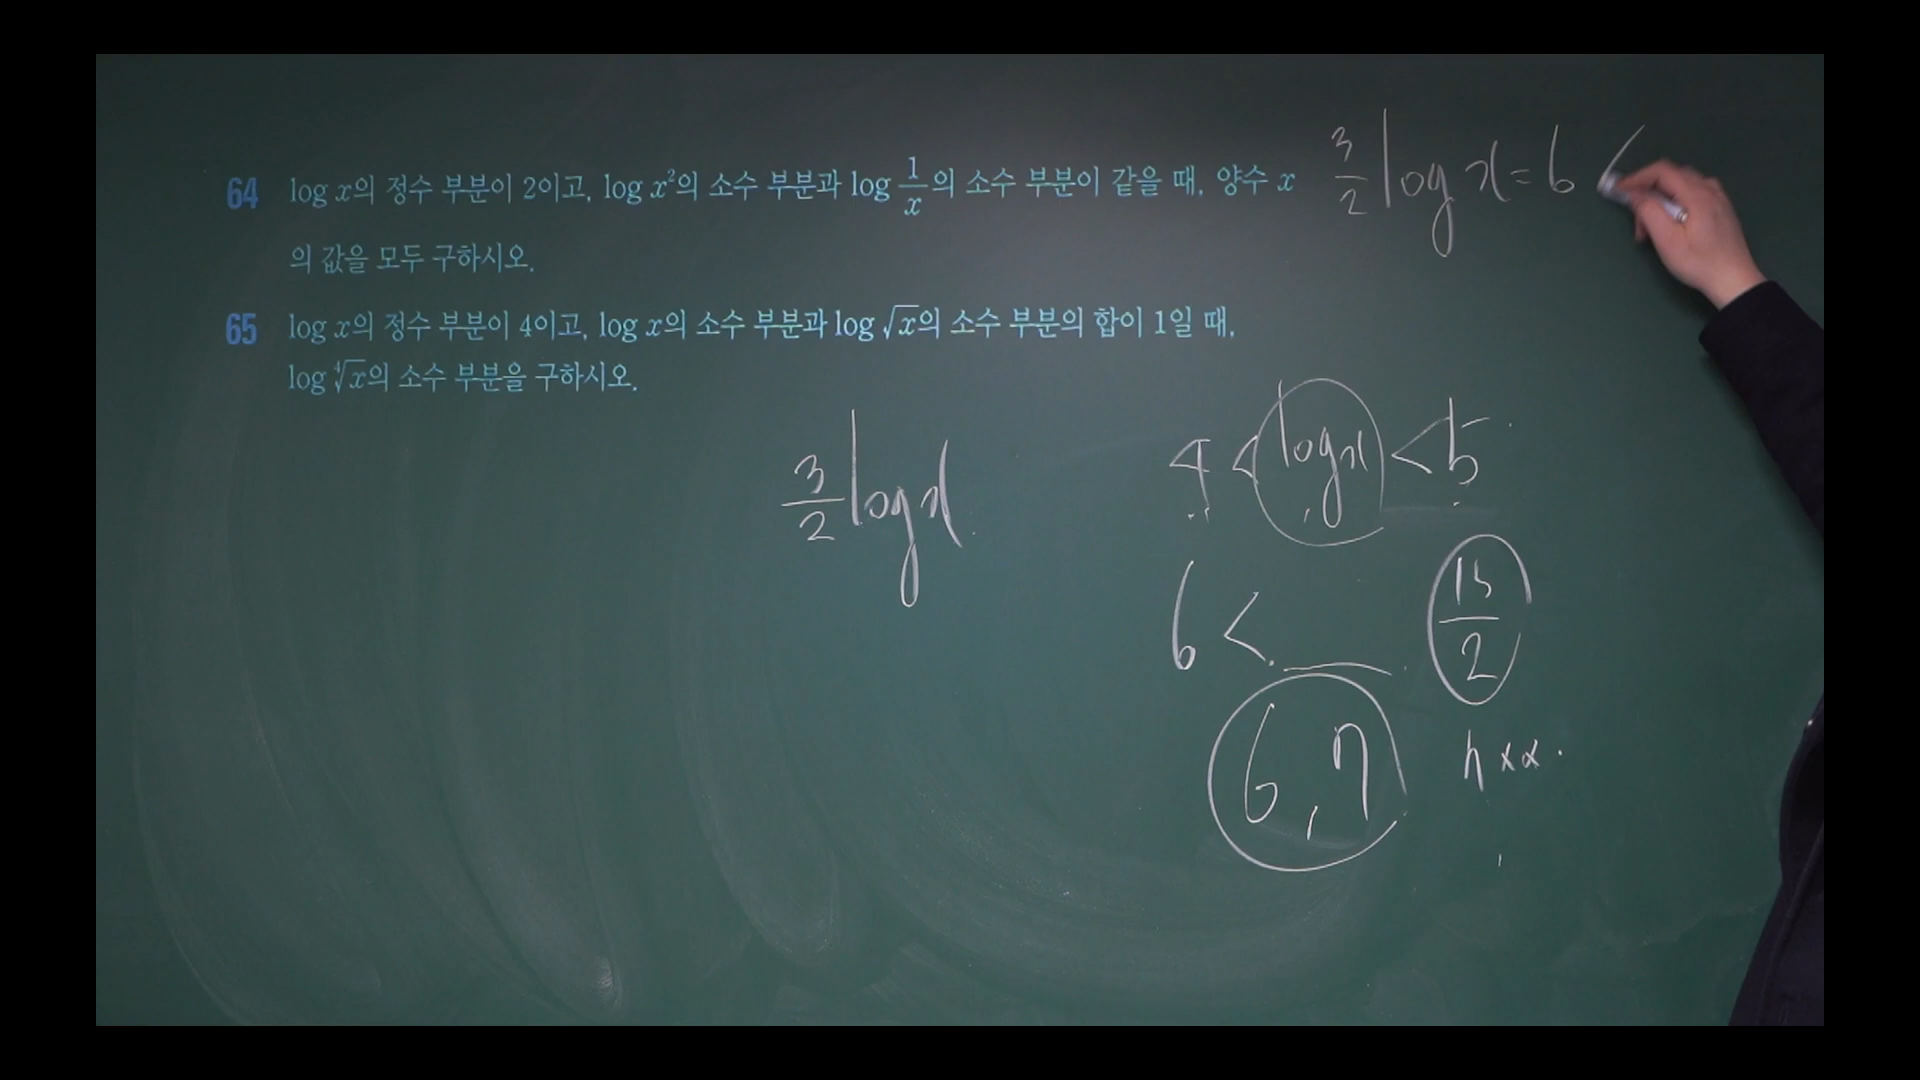 64 log x의 정수 부분이 2이고, log x²의 소수 부분과 log 1/x의 소수 부분이 같을 때, 양수 x
의 값을 모두 구하시오.
65 log x의 정수 부분이 4이고, log x의 소수 부분과 log √x의 소수 부분의 합이 1일 때,
log ∜x의 소수 부분을 구하시오.
3/2 log x = 6
3/2 log x
4 < log x < 5
6 < 15/2
6, 7